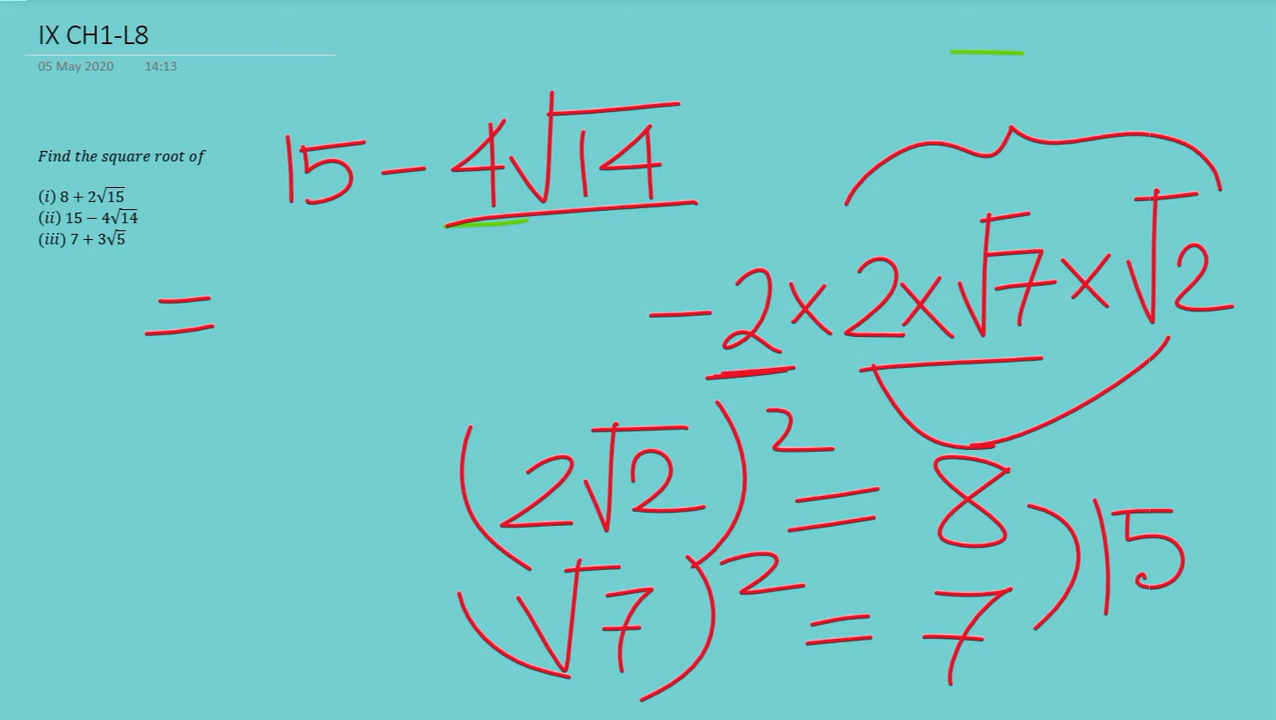 IX CH1-L8
05 May 2020 14:13
Find the square root of
(i) 8 + 2√15
(ii) 15 − 4√14
(iii) 7 + 3√5
15 − 4√14
= − 2 × 2 × √7 × √2
(2√2)² = 8
(√7)² = 7
) 15